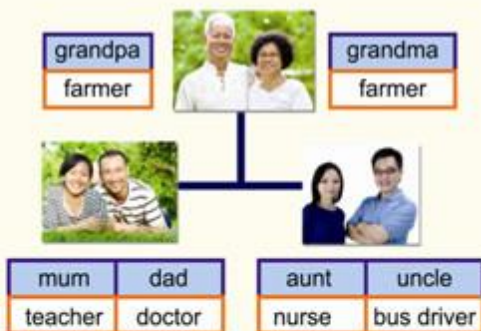 grandpa
farmer
grandma
farmer
mum dad
teacher doctor
aunt uncle
nurse bus driver